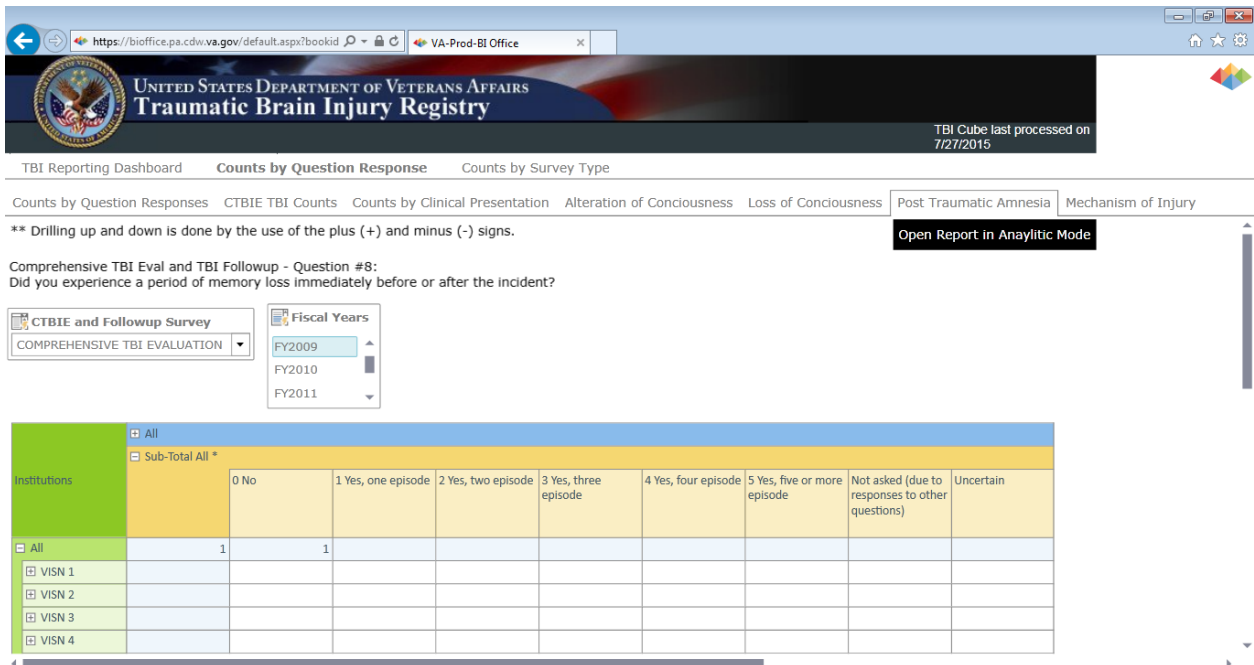 https://bioffice.pa.cdw.va.gov/default.aspx?bookid
VA-Prod-BI Office
UNITED STATES DEPARTMENT OF VETERANS AFFAIRS
Traumatic Brain Injury Registry
TBI Cube last processed on
7/27/2015
TBI Reporting Dashboard Counts by Question Response Counts by Survey Type
Counts by Question Responses CTBIE TBI Counts Counts by Clinical Presentation Alteration of Conciousness Loss of Conciousness Post Traumatic Amnesia Mechanism of Injury
** Drilling up and down is done by the use of the plus (+) and minus (-) signs.
Open Report in Anaylitic Mode
Comprehensive TBI Eval and TBI Followup - Question #8:
Did you experience a period of memory loss immediately before or after the incident?
CTBIE and Followup Survey
COMPREHENSIVE TBI EVALUATION
Fiscal Years
FY2009
FY2010
FY2011
All
Sub-Total All *
Institutions
0 No
1 Yes, one episode
2 Yes, two episode
3 Yes, three
episode
4 Yes, four episode
5 Yes, five or more
episode
Not asked (due to
responses to other
questions)
Uncertain
All 1 1
VISN 1
VISN 2
VISN 3
VISN 4